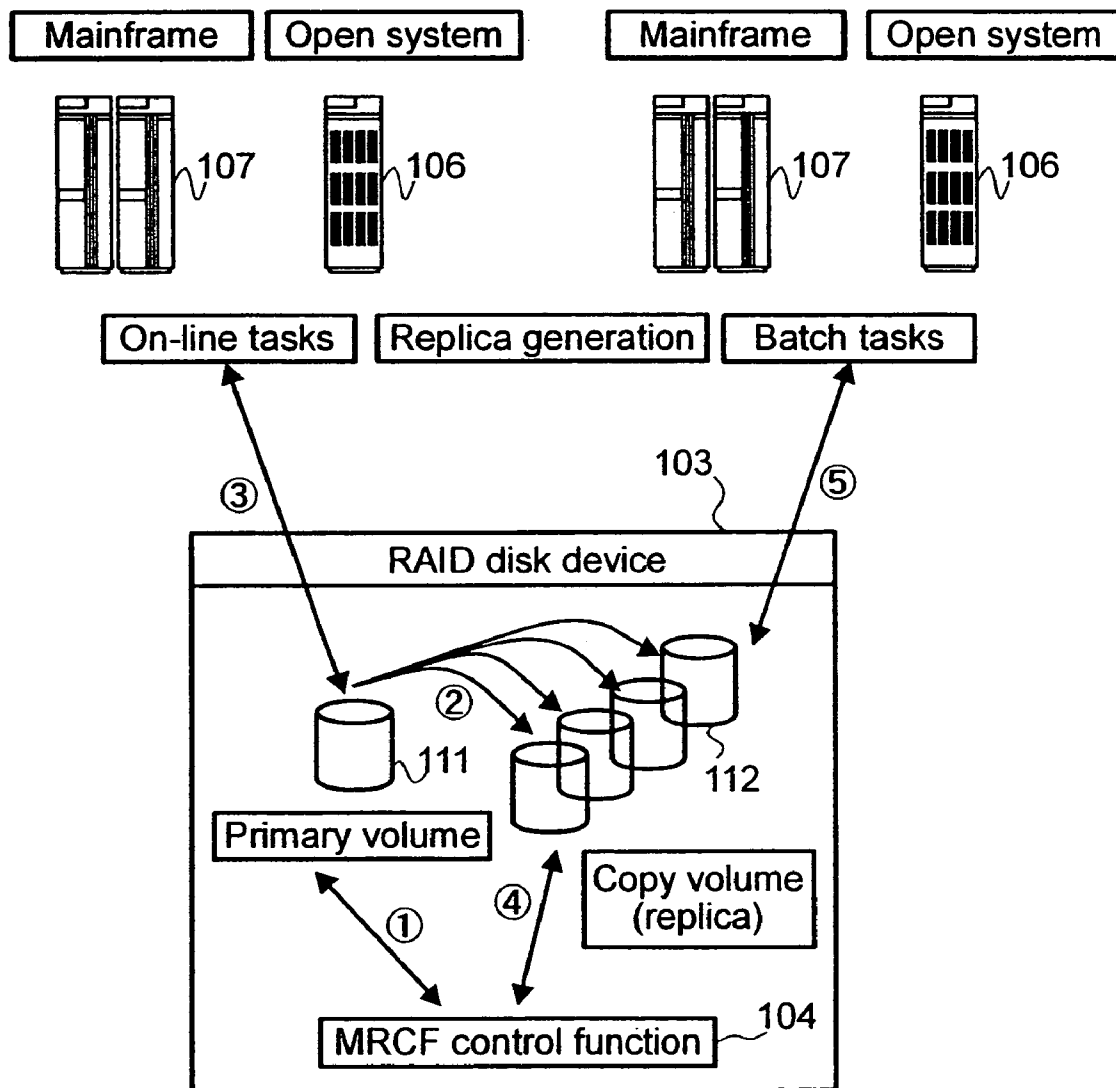 Mainframe
Open system
Mainframe
Open system
107
106
107
106
On-line tasks
Replica generation
Batch tasks
③
103
⑤
RAID disk device
②
111
112
Primary volume
Copy volume
(replica)
①
④
MRCF control function
104